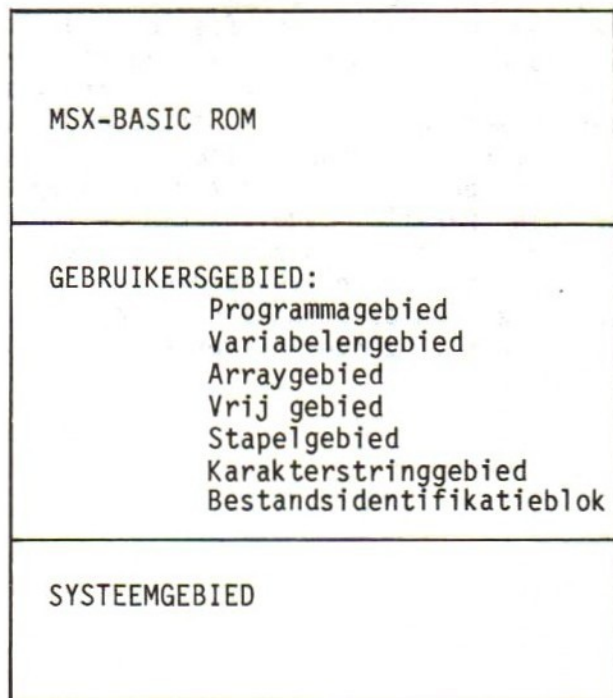 MSX-BASIC ROM
GEBRUIKERSGEBIED:
Programmagebied
Variabelengebied
Arraygebied
Vrij gebied
Stapelgebied
Karakterstringgebied
Bestandsidentifikatieblok
SYSTEEMGEBIED